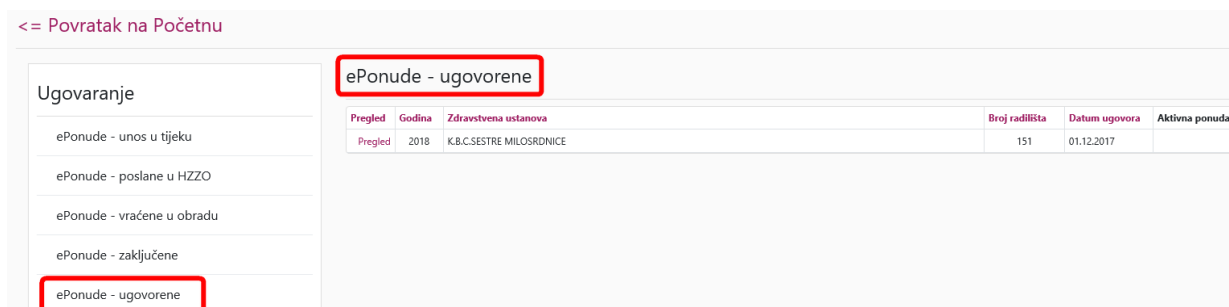 <= Povratak na Početnu
Ugovaranje
ePonude - unos u tijeku
ePonude - poslane u HZZO
ePonude - vraćene u obradu
ePonude - zaključene
ePonude - ugovorene
ePonude - ugovorene
Pregled Godina Zdravstvena ustanova Broj radilišta Datum ugovora Aktivna ponuda
Pregled 2018 K.B.C.SESTRE MILOSRDNICE 151 01.12.2017